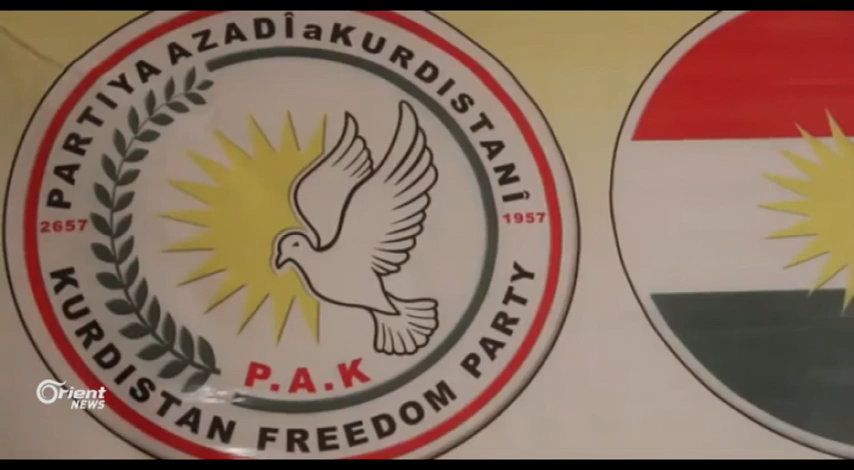 PARTIYA AZADÎ a KURDISTANÎ
2657
1957
P.A.K
KURDISTAN FREEDOM PARTY
Orient
NEWS